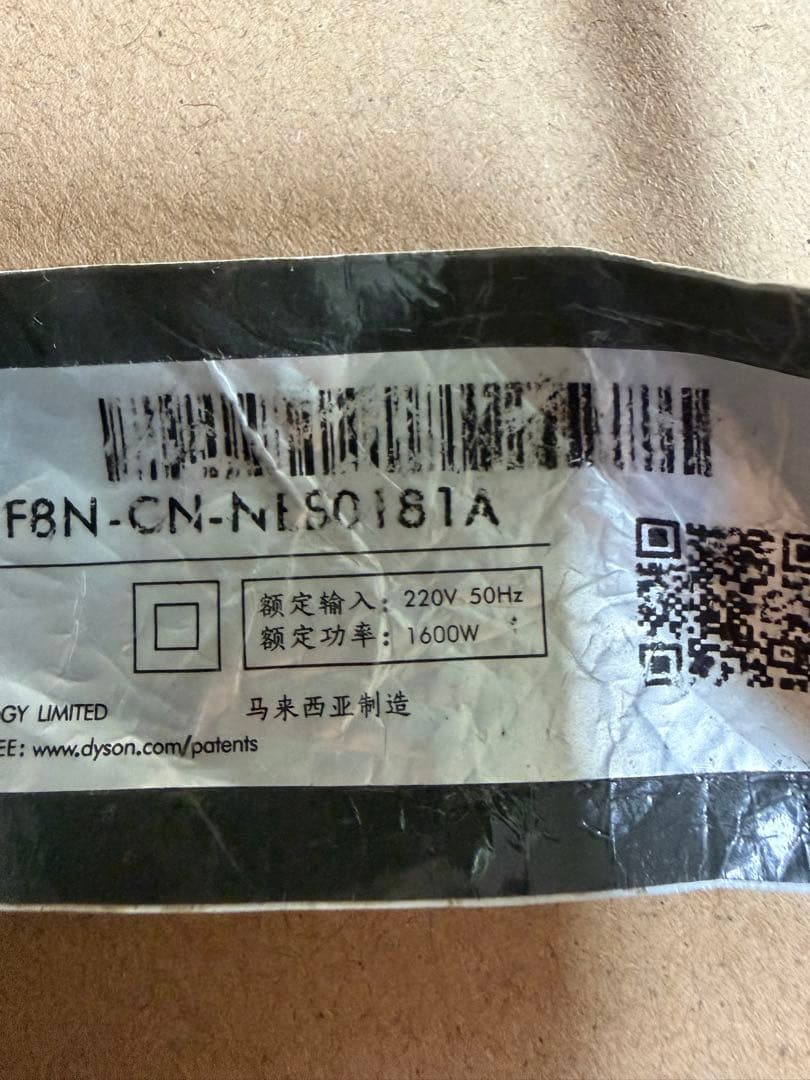 F8N-CN-NES0181A
额定输入: 220V 50Hz
额定功率: 1600W
GY LIMITED
马来西亚制造
EE: www.dyson.com/patents